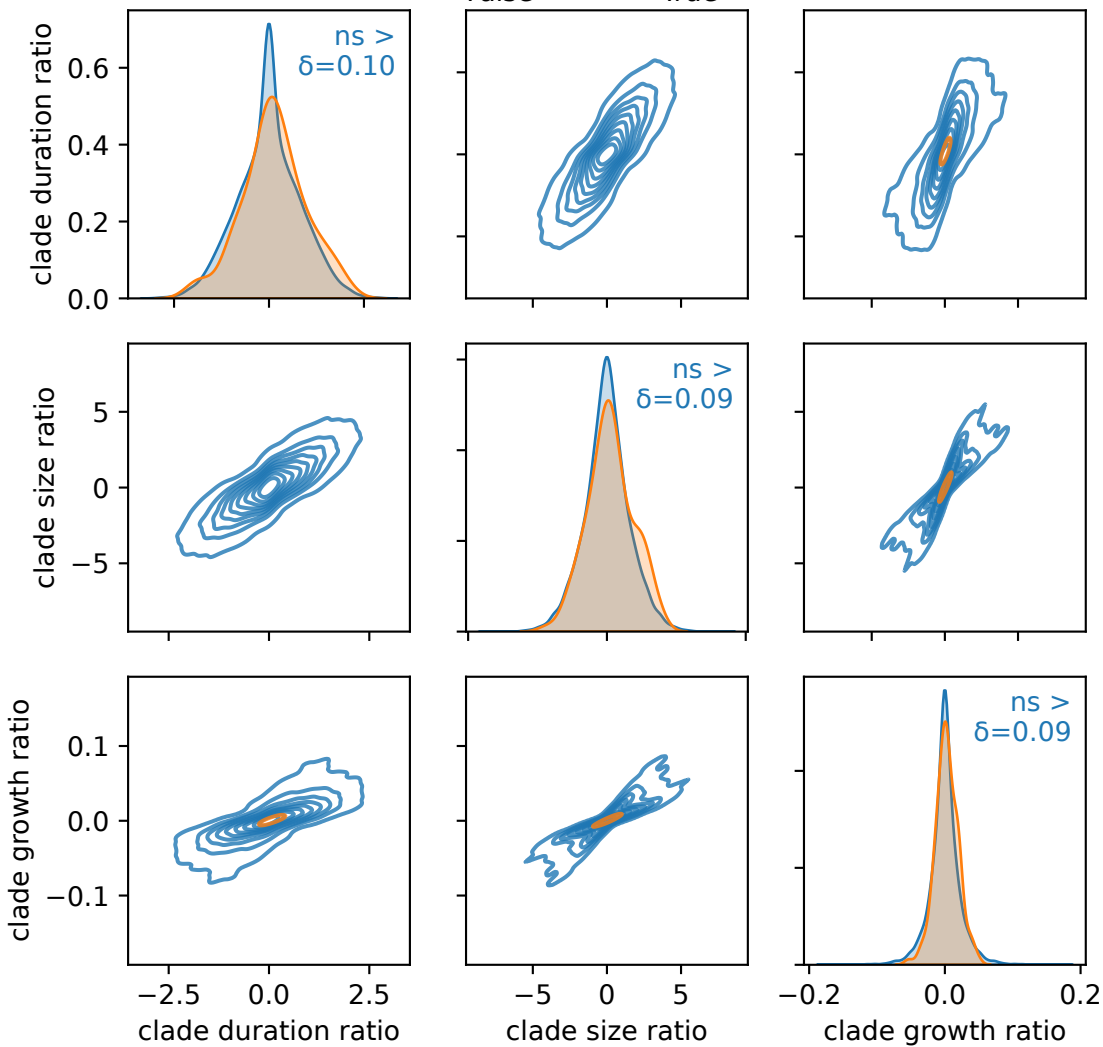 clade duration ratio
0.6
0.4
0.2
0.0
ns >
δ=0.10
clade size ratio
5
0
−5
ns >
δ=0.09
clade growth ratio
0.1
0.0
−0.1
ns >
δ=0.09
−2.5 0.0 2.5
−5 0 5
−0.2 0.0 0.2
clade duration ratio
clade size ratio
clade growth ratio